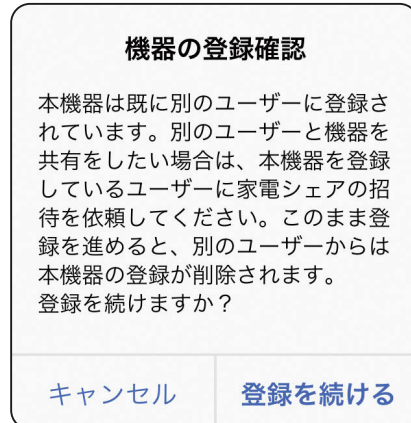 機器の登録確認
本機器は既に別のユーザーに登録さ
れています。別のユーザーと機器を
共有をしたい場合は、本機器を登録
しているユーザーに家電シェアの招
待を依頼してください。このまま登
録を進めると、別のユーザーからは
本機器の登録が削除されます。
登録を続けますか？
キャンセル
登録を続ける